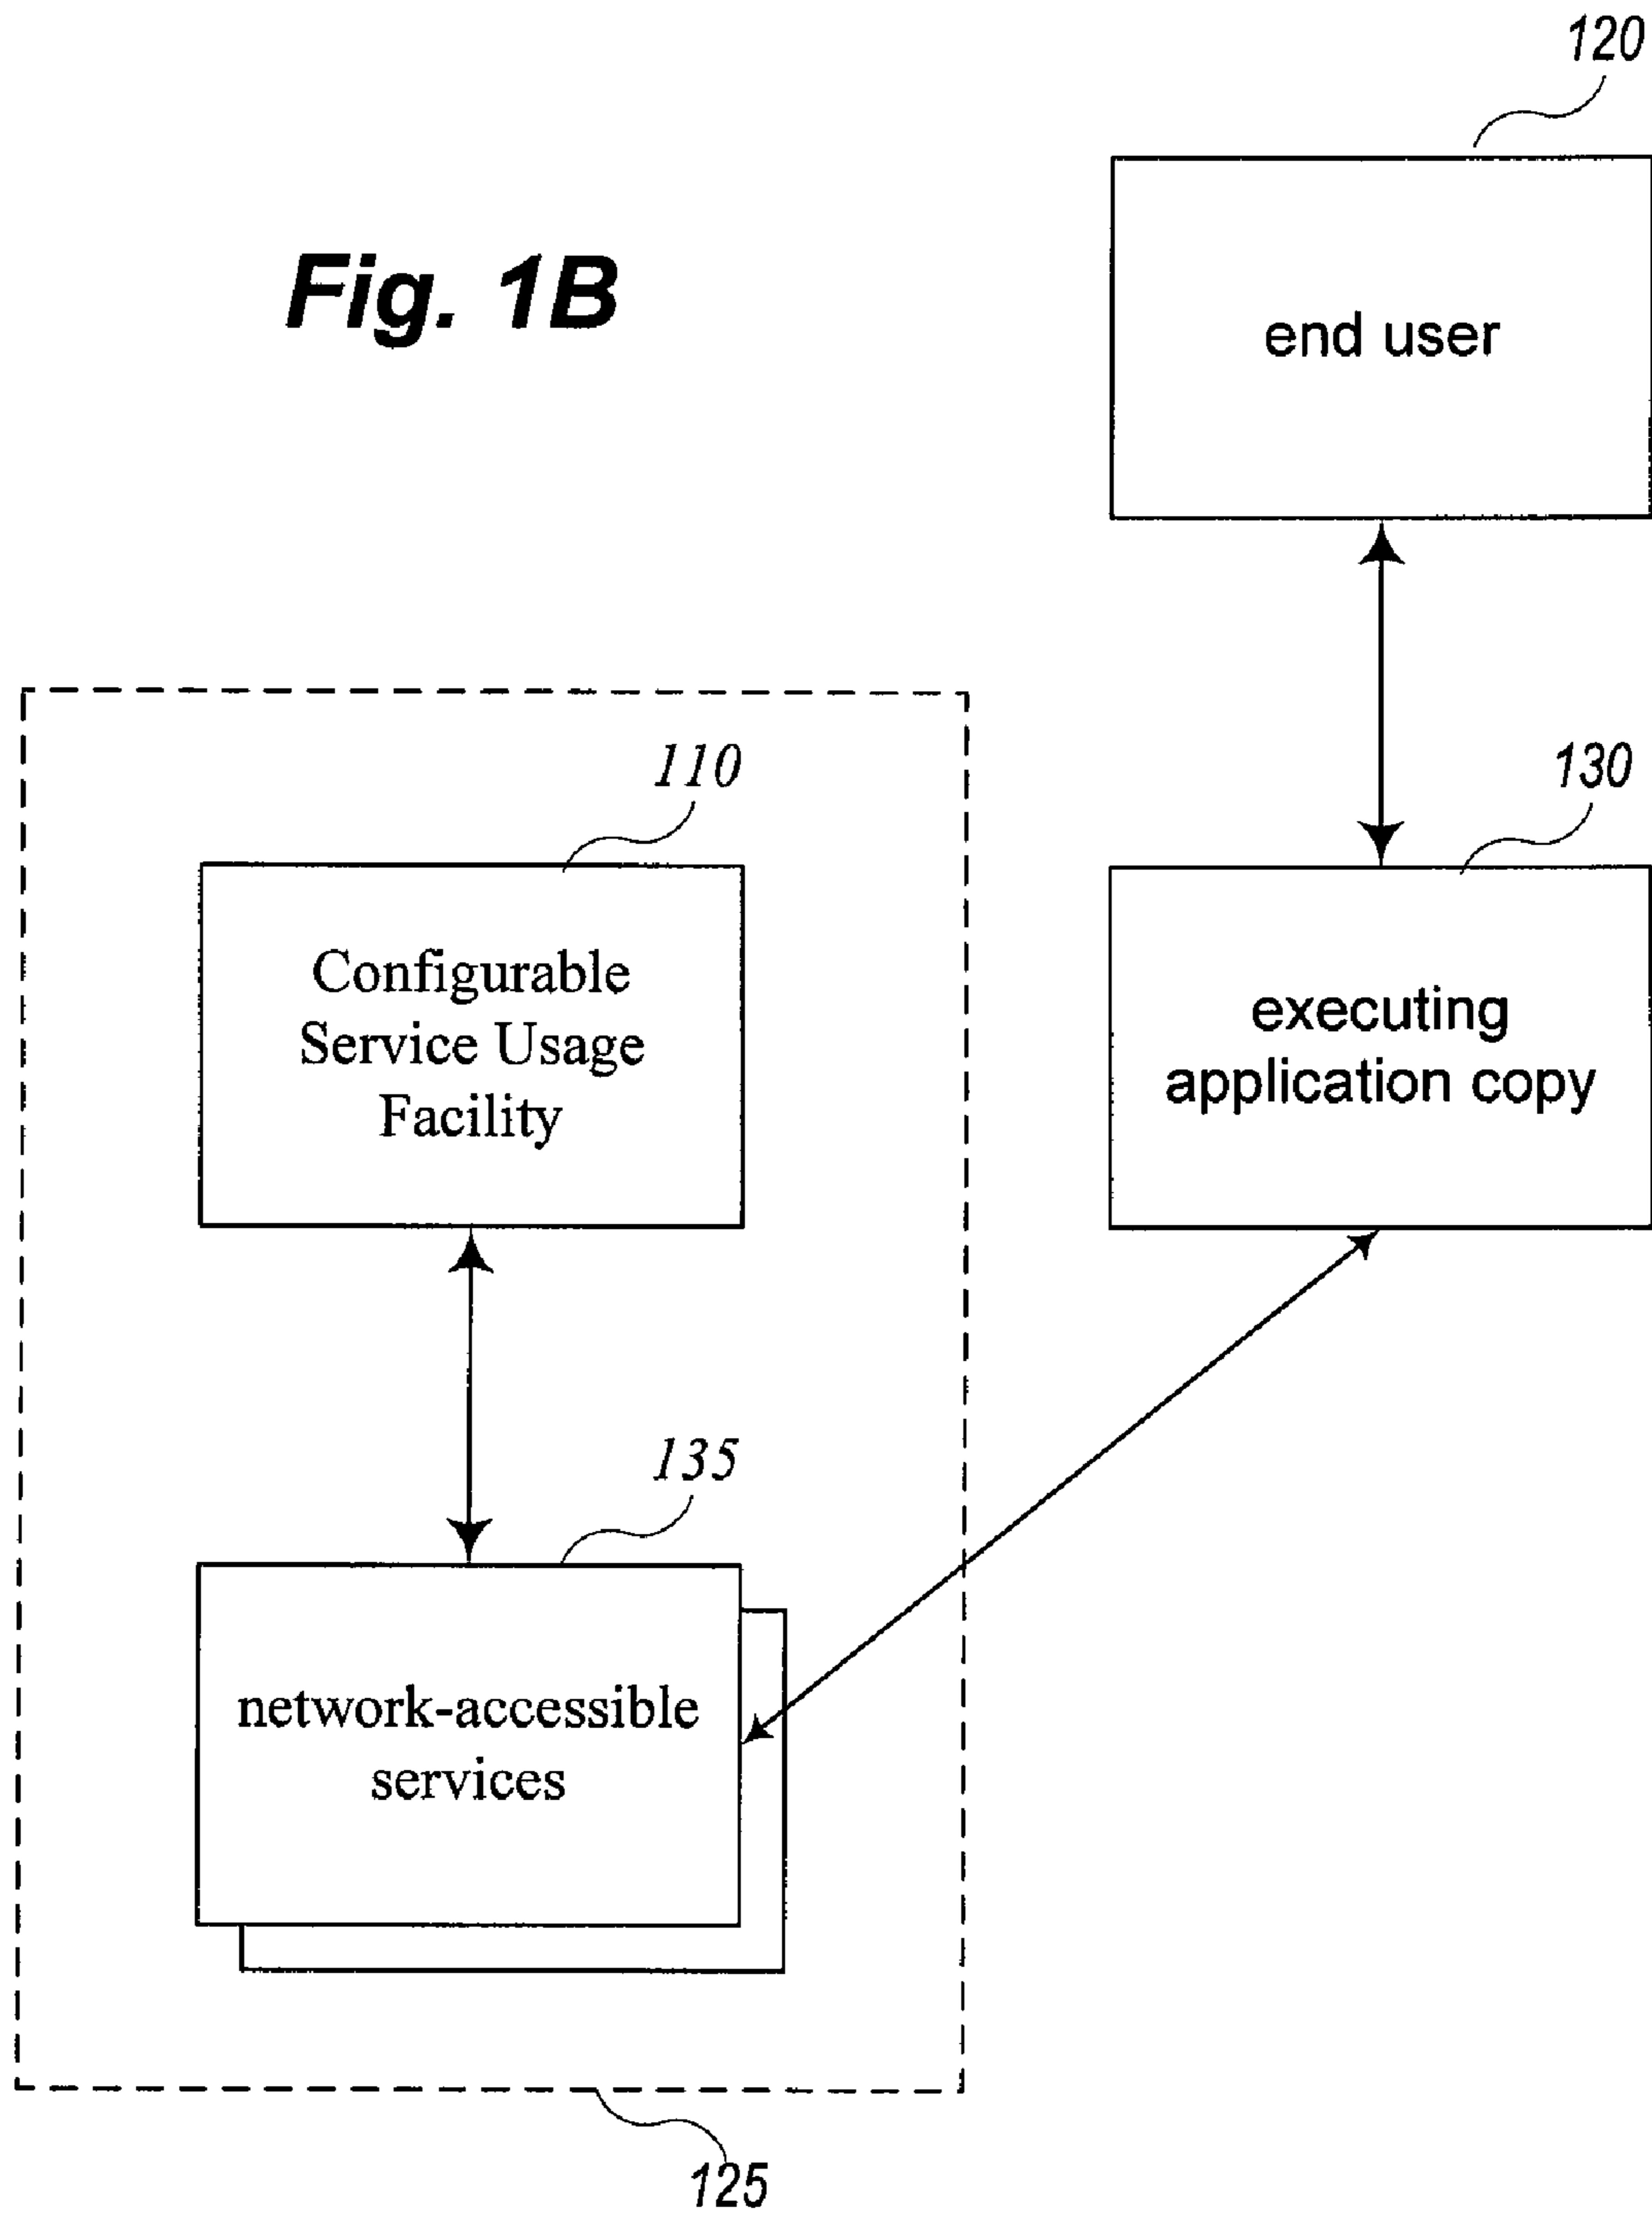 120
Fig. 1B
end user
110
130
Configurable
Service Usage
Facility
executing
application copy
135
network-accessible
services
125